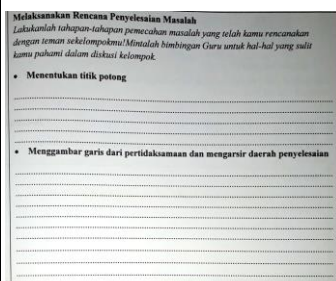 Melaksanakan Rencana Penyelesaian Masalah
Lakukanlah tahapan-tahapan pemecahan masalah yang telah kamu rencanakan
dengan teman sekelompokmu!Mintalah bimbingan Guru untuk hal-hal yang sulit
kamu pahami dalam diskusi kelompok.
• Menentukan titik potong
• Menggambar garis dari pertidaksamaan dan mengarsir daerah penyelesaian